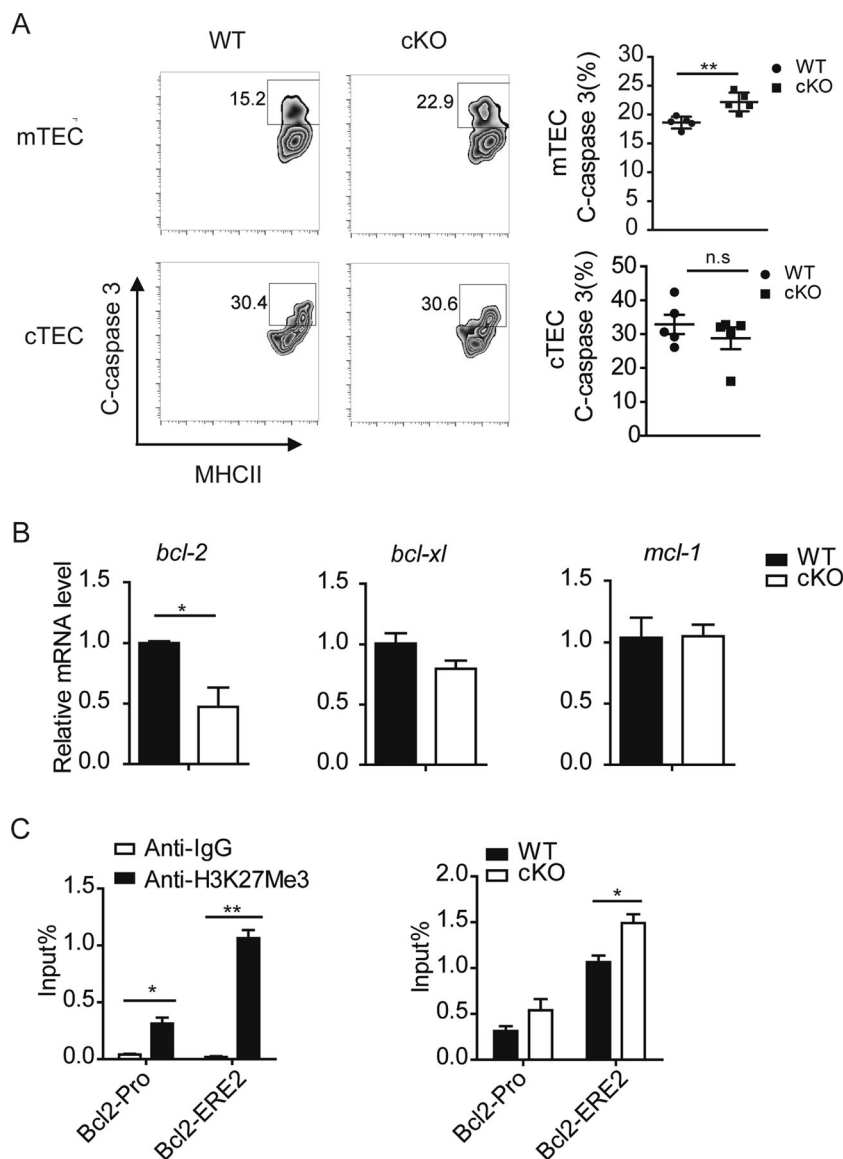 A
WT
cKO
mTEC
15.2
22.9
mTEC
C-caspase 3(%)
30
25
20
15
10
5
0
**
WT
cKO
cTEC
C-caspase 3
30.4
30.6
MHCII
cTEC
C-caspase 3(%)
50
40
30
20
10
0
n.s
WT
cKO
B
bcl-2
bcl-xl
mcl-1
WT
cKO
Relative mRNA level
1.5
1.0
0.5
0.0
*
1.5
1.0
0.5
0.0
1.5
1.0
0.5
0.0
C
Anti-IgG
Anti-H3K27Me3
Input%
1.5
1.0
0.5
0.0
*
**
Bcl2-Pro
Bcl2-ERE2
WT
cKO
Input%
2.0
1.5
1.0
0.5
0.0
*
Bcl2-Pro
Bcl2-ERE2